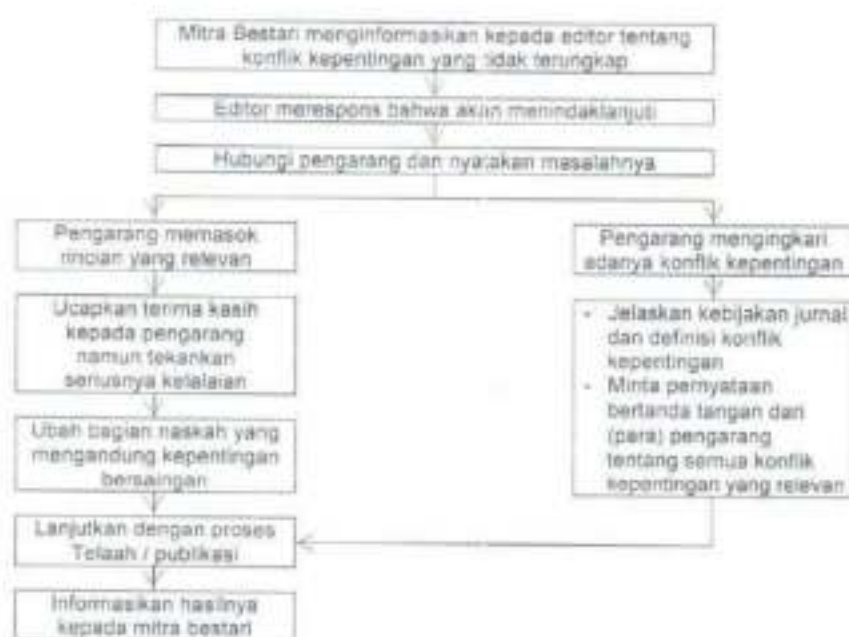 Mitra Bestari menginformasikan kepada editor tentang
konflik kepentingan yang tidak terungkap
Editor merespons bahwa akan menindaklanjuti
Hubungi pengarang dan nyatakan masalahnya
Pengarang memasok
rincian yang relevan
Ucapkan terima kasih
kepada pengarang
namun tekankan
seriusnya kelalaian
Ubah bagian naskah yang
mengandung kepentingan
bersaingan
Lanjutkan dengan proses
Telaah / publikasi
Informasikan hasilnya
kepada mitra bestari
Pengarang mengingkari
adanya konflik kepentingan
- Jelaskan kebijakan jurnal
dan definisi konflik
kepentingan
- Minta pernyataan
bertanda tangan dari
(para) pengarang
tentang semua konflik
kepentingan yang relevan